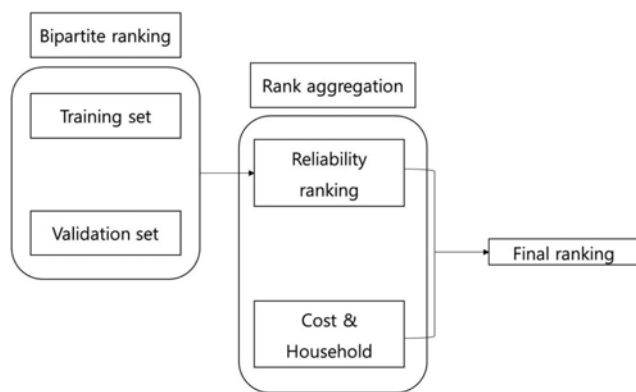 Bipartite ranking
Training set
Validation set
Rank aggregation
Reliability
ranking
Cost &
Household
Final ranking